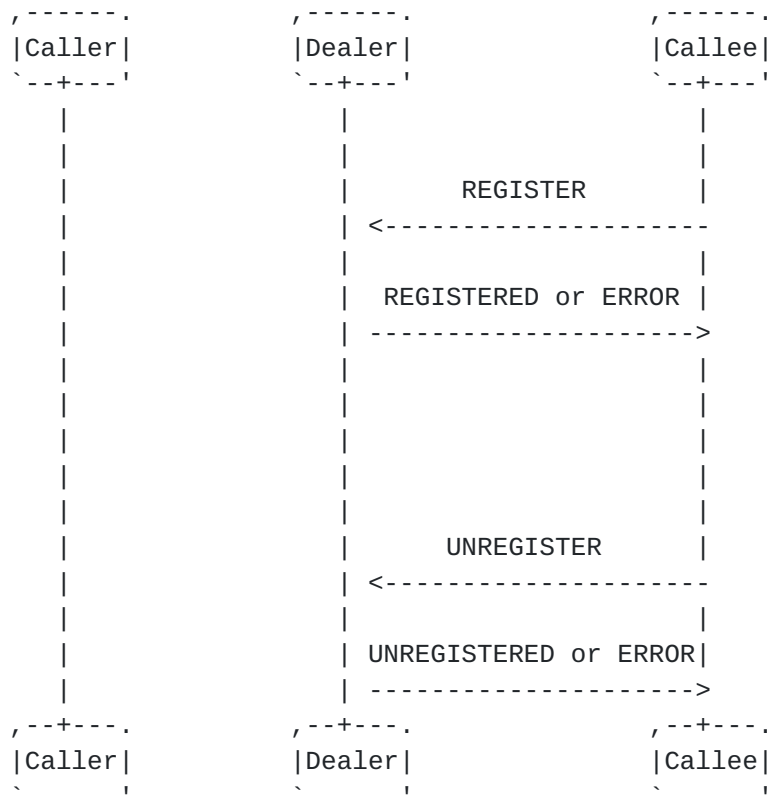 ,------.          ,------.               ,------.
|Caller|          |Dealer|               |Callee|
`--+---'          `--+---'               `--+---'
   |                 |                      |
   |                 |                      |
   |                 |       REGISTER       |
   |                 | <---------------------
   |                 |                      |
   |                 |  REGISTERED or ERROR |
   |                 | --------------------->
   |                 |                      |
   |                 |                      |
   |                 |                      |
   |                 |                      |
   |                 |                      |
   |                 |      UNREGISTER      |
   |                 | <---------------------
   |                 |                      |
   |                 | UNREGISTERED or ERROR|
   |                 | --------------------->
,--+---.          ,--+---.               ,--+---.
|Caller|          |Dealer|               |Callee|
`------'          `------'               `------'